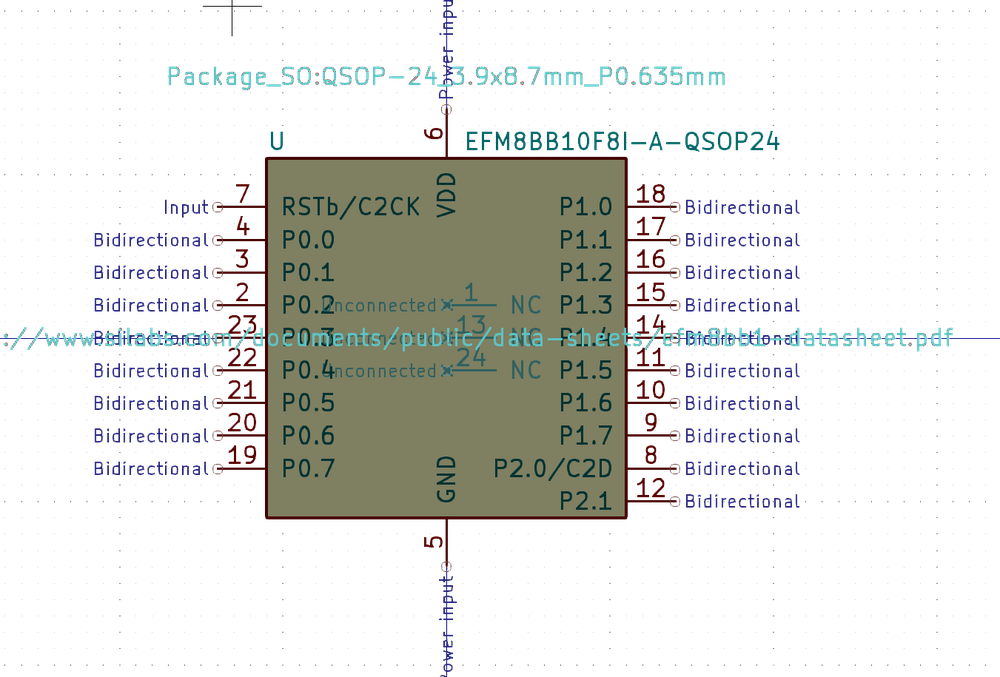 Power input
Package_SO:QSOP-24_3.9x8.7mm_P0.635mm
6
U EFM8BB10F8I-A-QSOP24
VDD
Input 7 RSTb/C2CK P1.0 18 Bidirectional
Bidirectional 4 P0.0 P1.1 17 Bidirectional
Bidirectional 3 P0.1 P1.2 16 Bidirectional
Bidirectional 2 P0.2 Unconnected 1 NC P1.3 15 Bidirectional
Bidirectional 23 P0.3 13 NC P1.4 14 Bidirectional
://www.silabs.com/documents/public/data-sheets/efm8bb1-datasheet.pdf
Bidirectional 22 P0.4 Unconnected 24 NC P1.5 11 Bidirectional
Bidirectional 21 P0.5 P1.6 10 Bidirectional
Bidirectional 20 P0.6 P1.7 9 Bidirectional
Bidirectional 19 P0.7 P2.0/C2D 8 Bidirectional
GND P2.1 12 Bidirectional
5
Power input